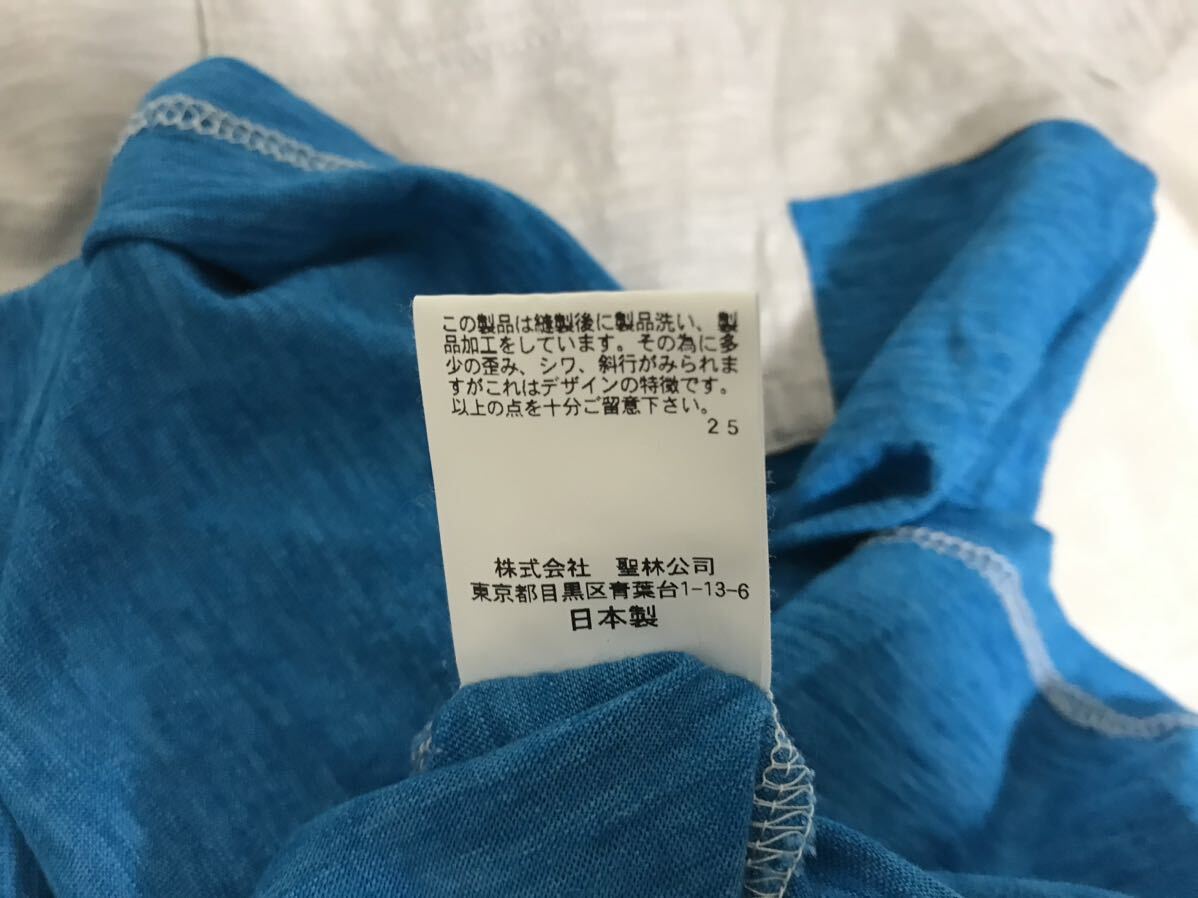 この製品は縫製後に製品洗い、製
品加工をしています。その為に多
少の歪み、シワ、斜行がみられま
すがこれはデザインの特徴です。
以上の点を十分ご留意下さい。
25
株式会社　聖林公司
東京都目黒区青葉台1-13-6
日本製